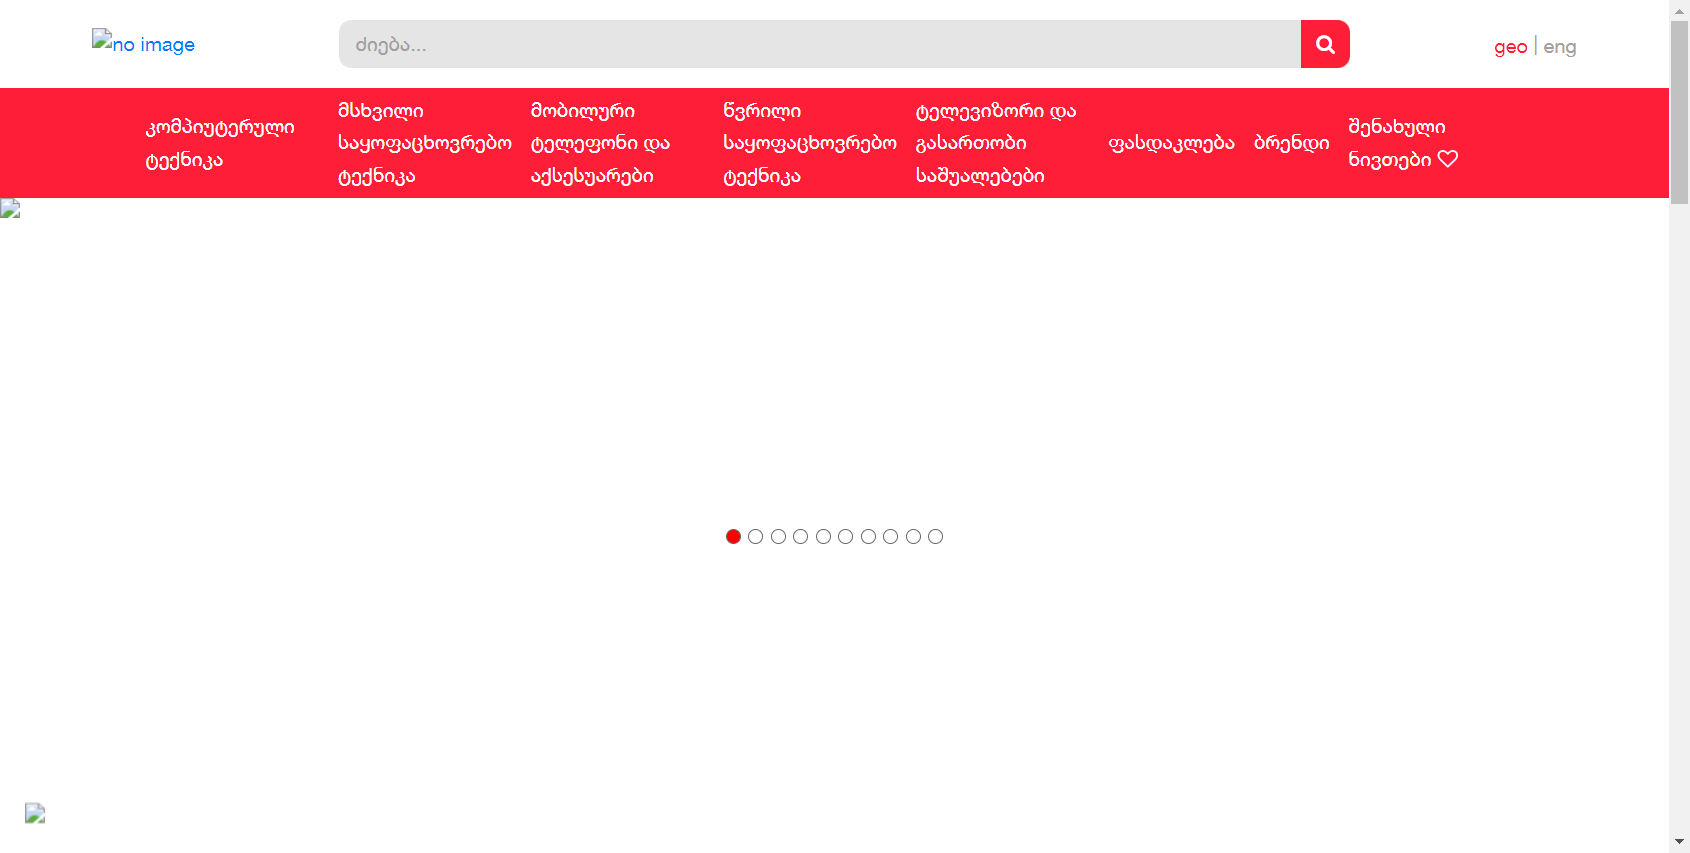 no image
ძიება...
geo | eng
კომპიუტერული
ტექნიკა
მსხვილი
საყოფაცხოვრებო
ტექნიკა
მობილური
ტელეფონი და
აქსესუარები
წვრილი
საყოფაცხოვრებო
ტექნიკა
ტელევიზორი და
გასართობი
საშუალებები
ფასდაკლება
ბრენდი
შენახული
ნივთები